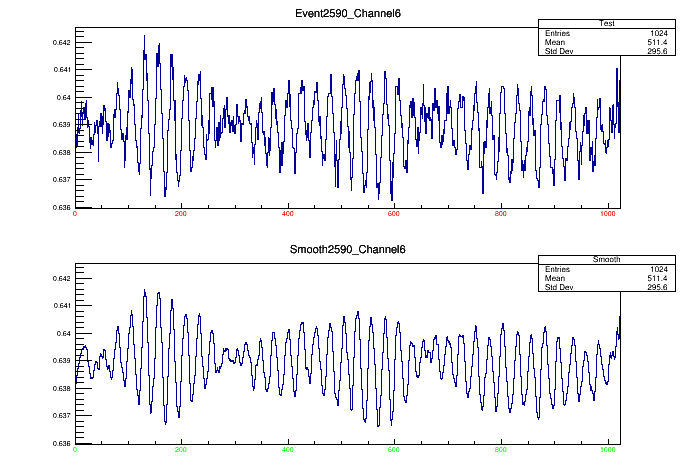 Event2590_Channel6
Test
Entries 1024
Mean 511.4
Std Dev 295.6
0.642
0.641
0.64
0.639
0.638
0.637
0.636
0 200 400 600 800 1000
Smooth2590_Channel6
Smooth
Entries 1024
Mean 511.4
Std Dev 295.6
0.642
0.641
0.64
0.639
0.638
0.637
0.636
0 200 400 600 800 1000